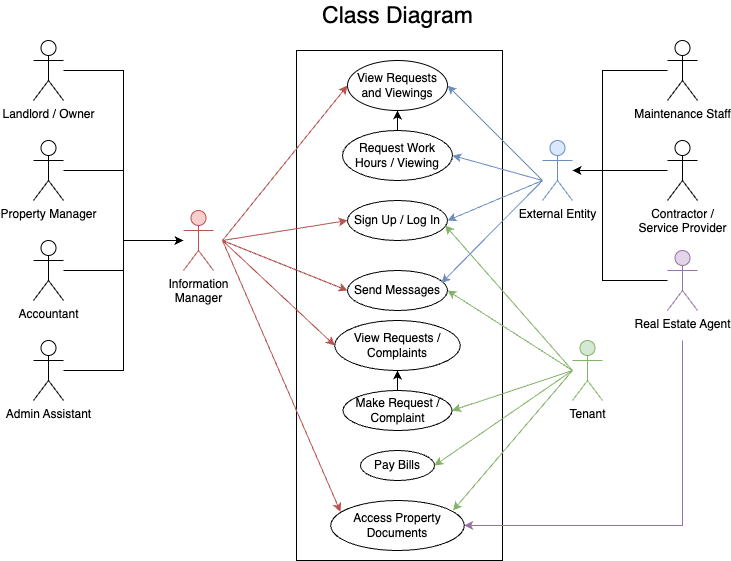 Class Diagram
Landlord / Owner
Property Manager
Accountant
Admin Assistant
Information
Manager
View Requests
and Viewings
Request Work
Hours / Viewing
Sign Up / Log In
Send Messages
View Requests /
Complaints
Make Request /
Complaint
Pay Bills
Access Property
Documents
External Entity
Tenant
Maintenance Staff
Contractor /
Service Provider
Real Estate Agent